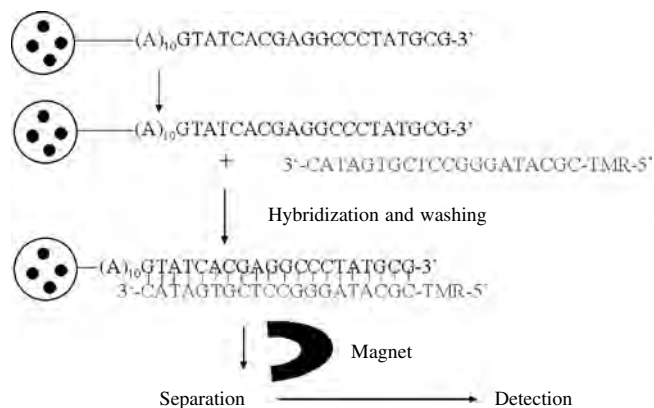 (A)10GTATCACGAGGCCCTATGCG-3‘
(A)10GTATCACGAGGCCCTATGCG-3‘
+ 3‘-CATAGTGCTCCGGGATACGC-TMR-5‘
Hybridization and washing
(A)10GTATCACGAGGCCCTATGCG-3‘
3‘-CATAGTGCTCCGGGATACGC-TMR-5‘
Magnet
Separation Detection